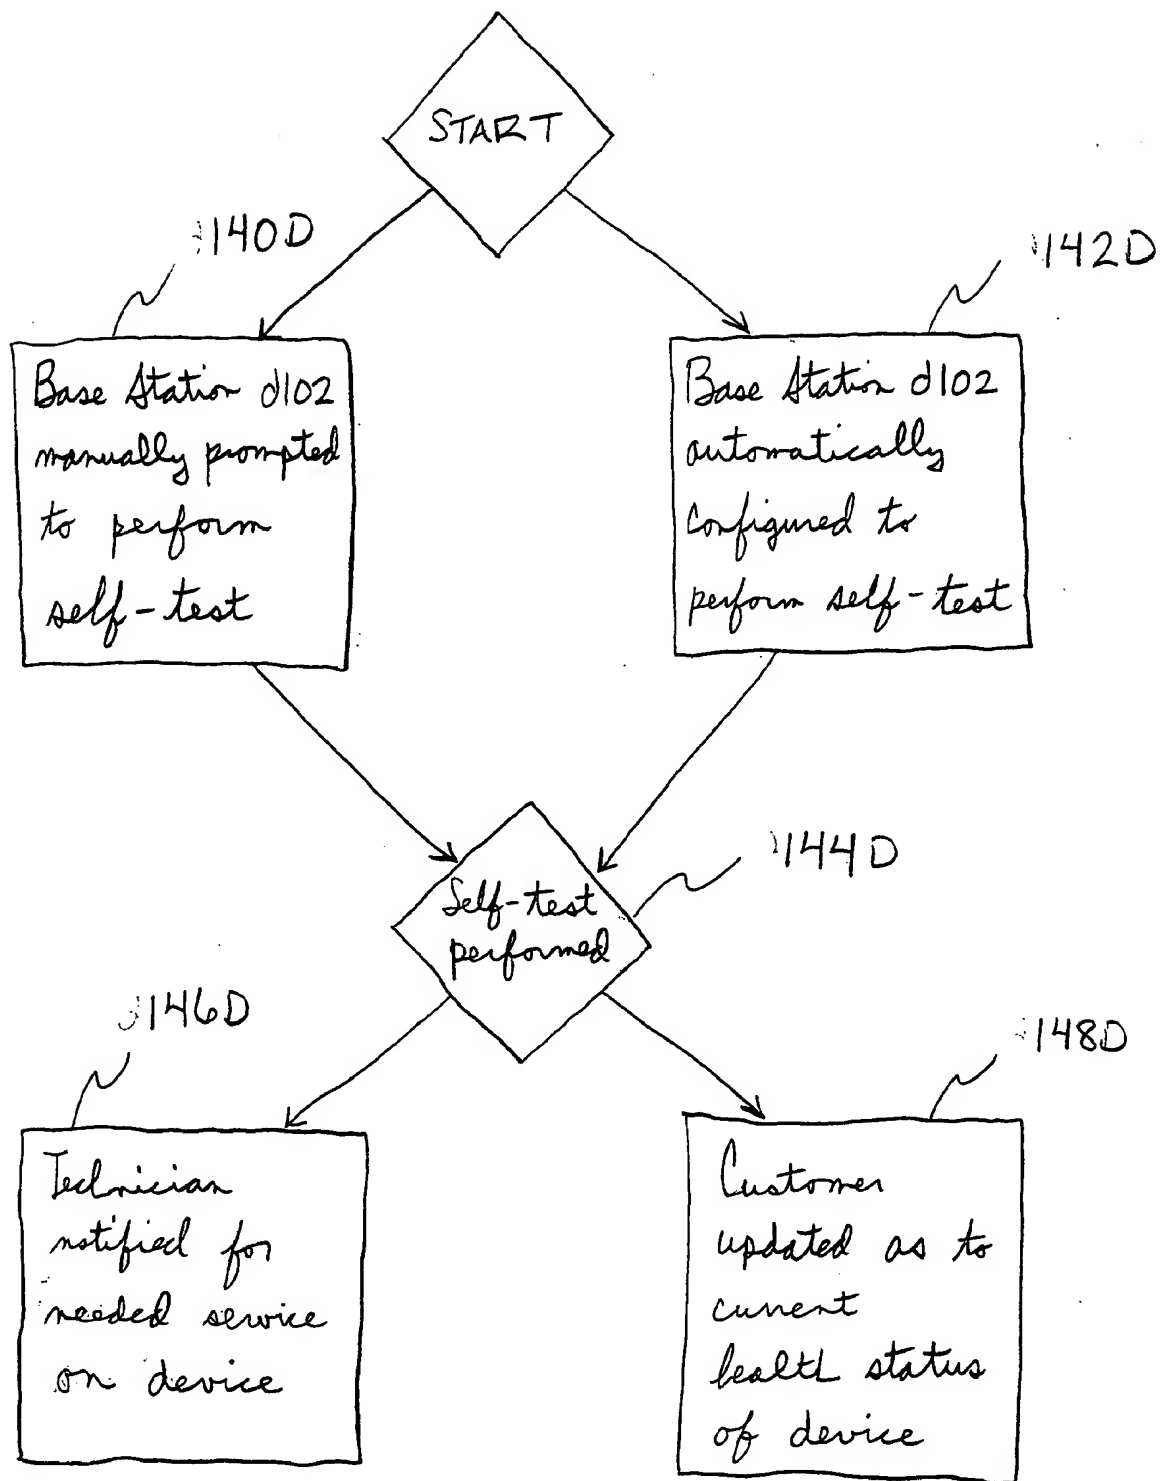 START
140D
142D
Base Station d102
manually prompted
to perform
self-test
Base Station d102
automatically
configured to
perform self-test
144D
Self-test
performed
146D
148D
Technician
notified for
needed service
on device
Customer
updated as to
current
health status
of device